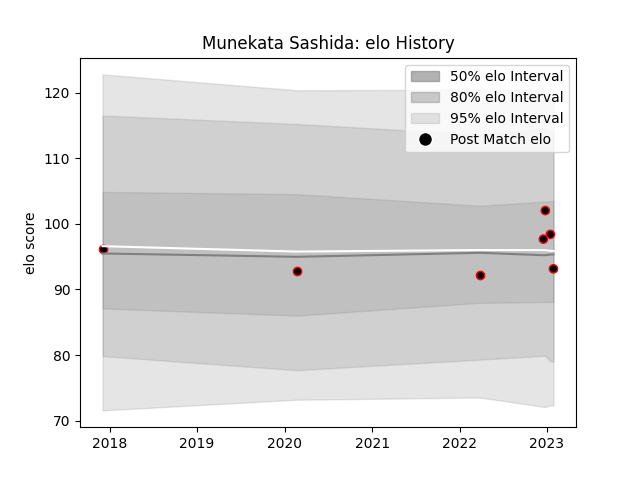 Munekata Sashida: elo History
50% elo Interval
80% elo Interval
95% elo Interval
Post Match elo
elo score
120
110
100
90
80
70
2018 2019 2020 2021 2022 2023